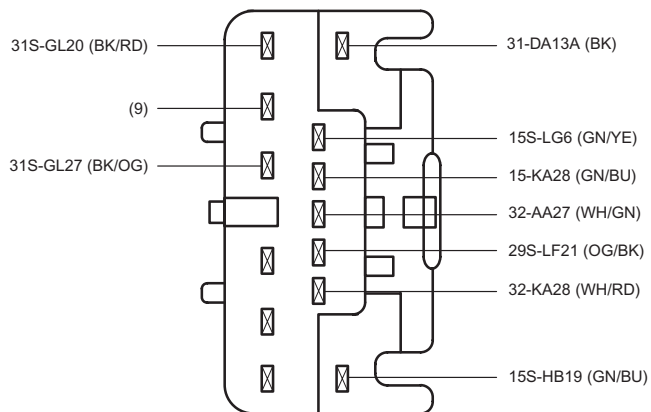 31S-GL20 (BK/RD)
31-DA13A (BK)
(9)
15S-LG6 (GN/YE)
31S-GL27 (BK/OG)
15-KA28 (GN/BU)
32-AA27 (WH/GN)
29S-LF21 (OG/BK)
32-KA28 (WH/RD)
15S-HB19 (GN/BU)